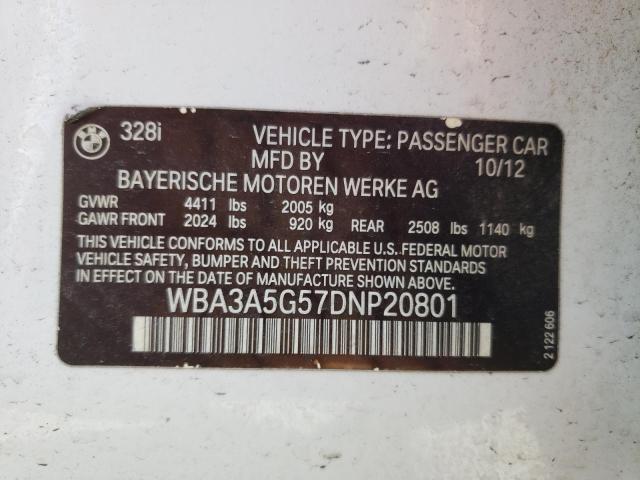 BMW 328i VEHICLE TYPE: PASSENGER CAR
MFD BY 10/12
BAYERISCHE MOTOREN WERKE AG
GVWR 4411 lbs 2005 kg
GAWR FRONT 2024 lbs 920 kg REAR 2508 lbs 1140 kg
THIS VEHICLE CONFORMS TO ALL APPLICABLE U.S. FEDERAL MOTOR
VEHICLE SAFETY, BUMPER AND THEFT PREVENTION STANDARDS
IN EFFECT ON THE DATE OF MANUFACTURE SHOWN ABOVE.
WBA3A5G57DNP20801
2 122 606